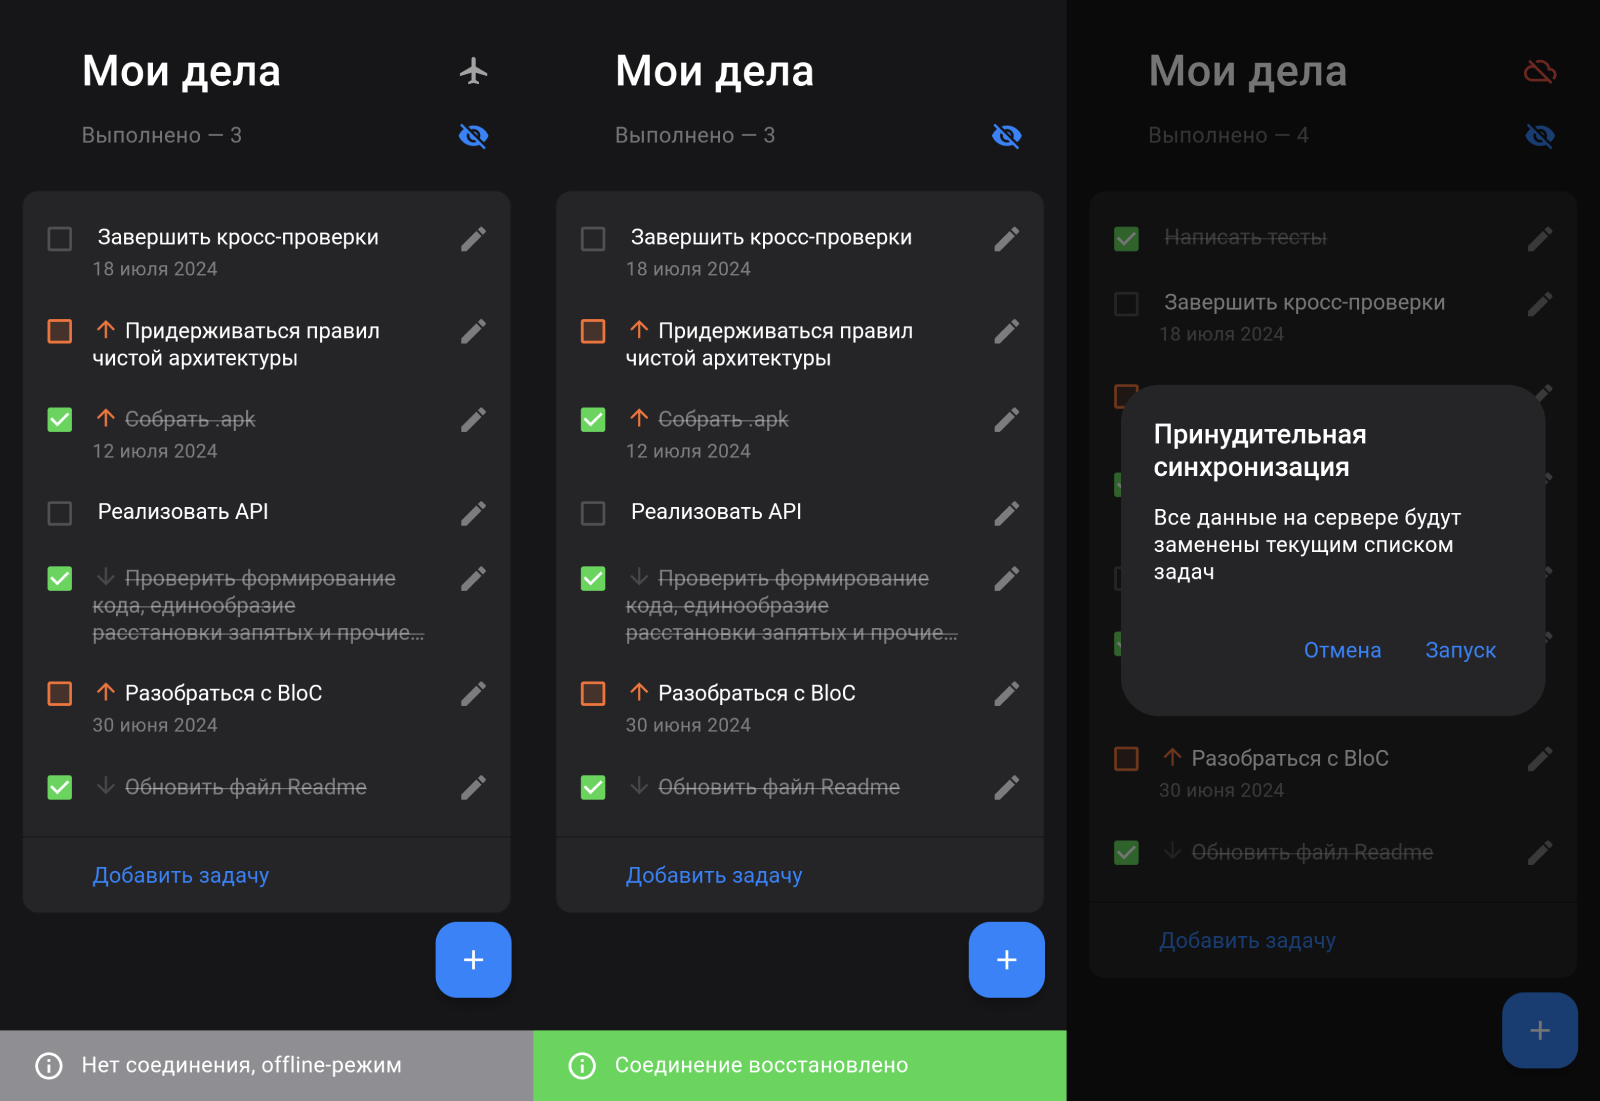 Мои дела
Выполнено — 3
Завершить кросс-проверки
18 июля 2024
Придерживаться правил
чистой архитектуры
Собрать .apk
12 июля 2024
Реализовать API
Проверить формирование
кода, единообразие
расстановки запятых и прочие...
Разобраться с BloC
30 июня 2024
Обновить файл Readme
Добавить задачу
Нет соединения, offline-режим
Мои дела
Выполнено — 3
Завершить кросс-проверки
18 июля 2024
Придерживаться правил
чистой архитектуры
Собрать .apk
12 июля 2024
Реализовать API
Проверить формирование
кода, единообразие
расстановки запятых и прочие...
Разобраться с BloC
30 июня 2024
Обновить файл Readme
Добавить задачу
Соединение восстановлено
Мои дела
Выполнено — 4
Написать тесты
Завершить кросс-проверки
18 июля 2024
Принудительная
синхронизация
Все данные на сервере будут
заменены текущим списком
задач
Отмена Запуск
Разобраться с BloC
30 июня 2024
Обновить файл Readme
Добавить задачу